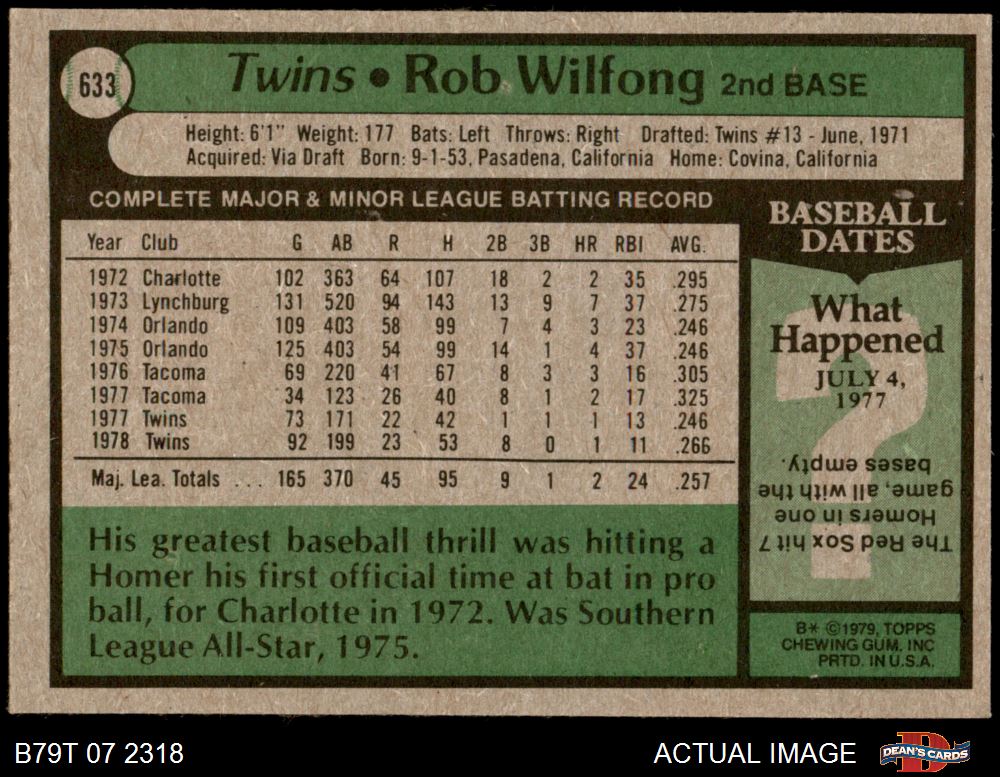 633
Twins • Rob Wilfong 2nd BASE
Height: 6'1" Weight: 177 Bats: Left Throws: Right Drafted: Twins #13 - June, 1971
Acquired: Via Draft Born: 9-1-53, Pasadena, California Home: Covina, California
COMPLETE MAJOR & MINOR LEAGUE BATTING RECORD
Year Club G AB R H 2B 3B HR RBI AVG.
1972 Charlotte 102 363 64 107 18 2 2 35 .295
1973 Lynchburg 131 520 94 143 13 9 7 37 .275
1974 Orlando 109 403 58 99 7 4 3 23 .246
1975 Orlando 125 403 54 99 14 1 4 37 .246
1976 Tacoma 69 220 41 67 8 3 3 16 .305
1977 Tacoma 34 123 26 40 8 1 2 17 .325
1977 Twins 73 171 22 42 1 1 1 13 .246
1978 Twins 92 199 23 53 8 0 1 11 .266
Maj. Lea. Totals ... 165 370 45 95 9 1 2 24 .257
His greatest baseball thrill was hitting a
Homer his first official time at bat in pro
ball, for Charlotte in 1972. Was Southern
League All-Star, 1975.
BASEBALL
DATES
What
Happened
JULY 4,
1977
?
The Red Sox hit 7
Homers in one
game, all with the
bases empty.
B* ©1979, TOPPS
CHEWING GUM, INC
PRTD. IN U.S.A.
B79T 07 2318
ACTUAL IMAGE
D
DEAN'S CARDS